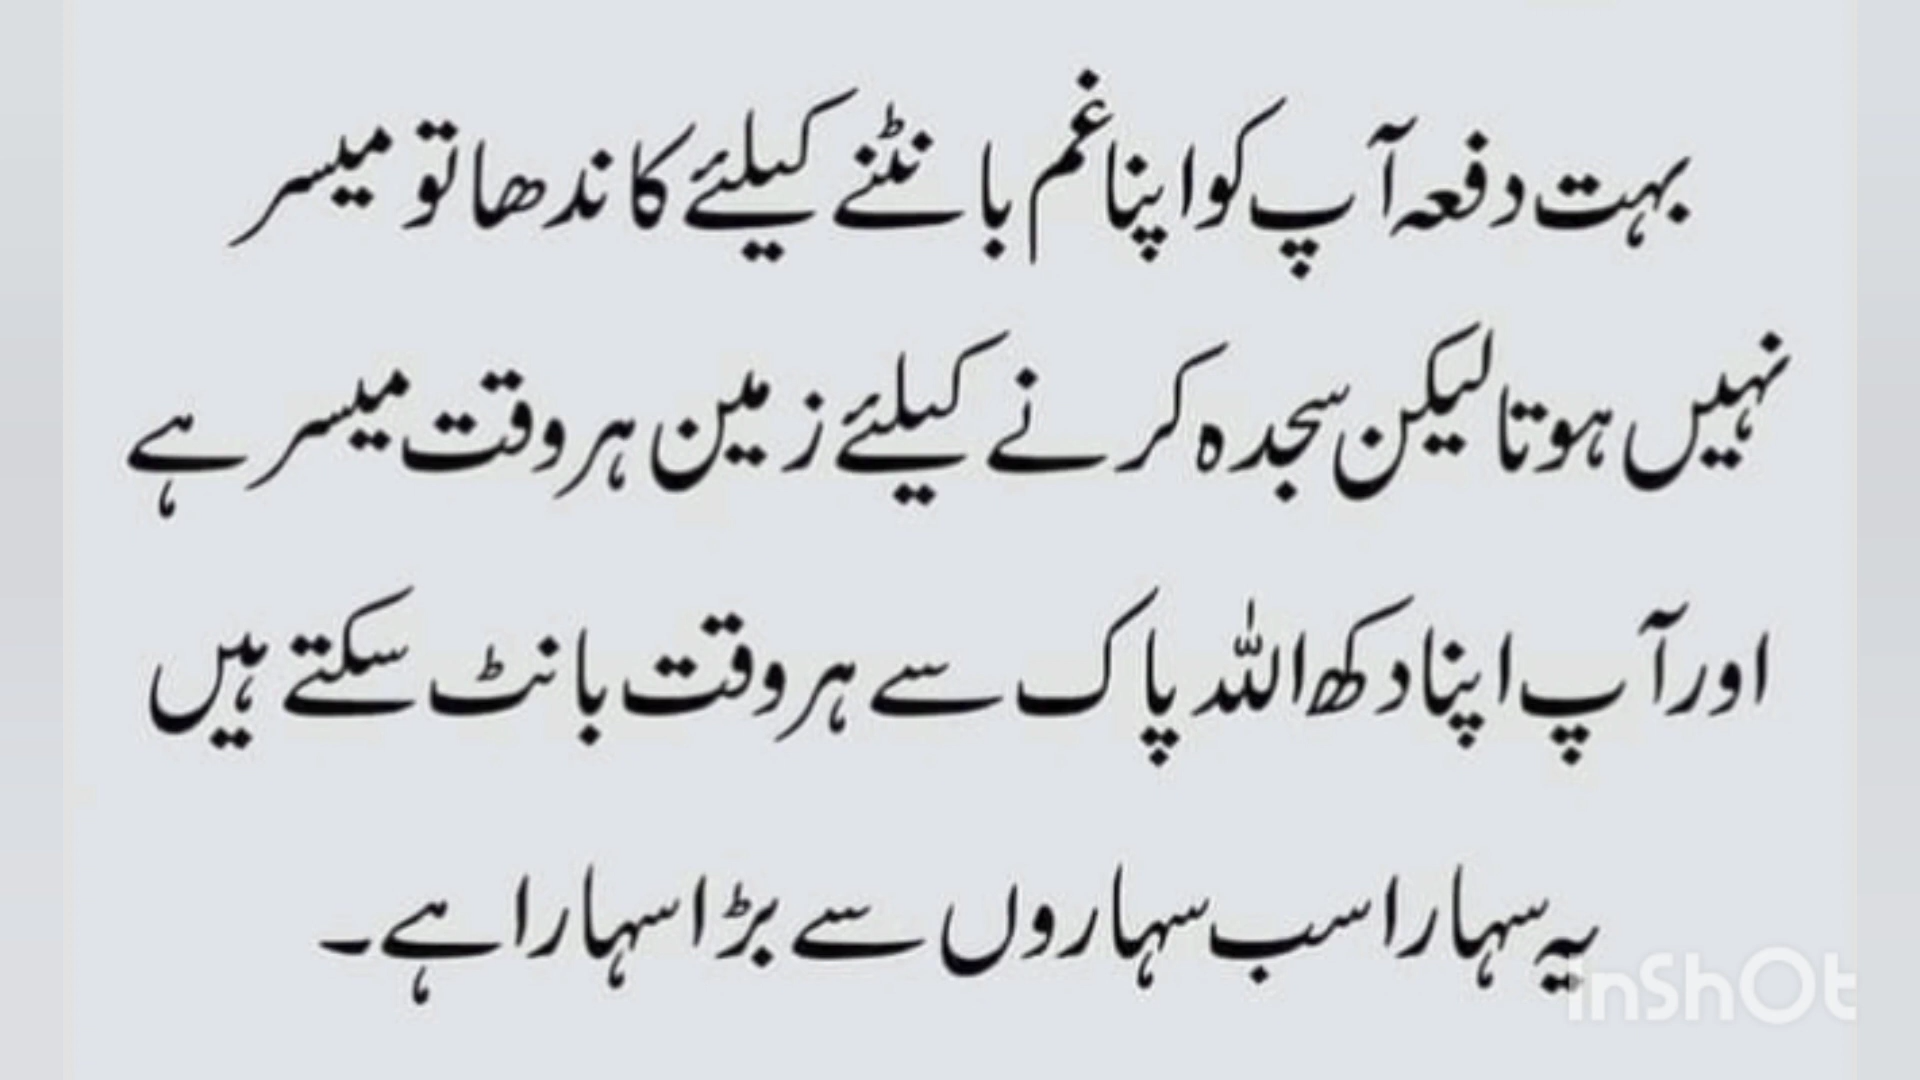 بہت دفعہ آپ کو اپنا غم بانٹنے کیلئے کاندھا تو میسر
نہیں ہوتا لیکن سجدہ کرنے کیلئے زمین ہر وقت میسر ہے
اور آپ اپنا دکھ اللہ پاک سے ہر وقت بانٹ سکتے ہیں
یہ سہارا سب سہاروں سے بڑا سہارا ہے۔
InShOt